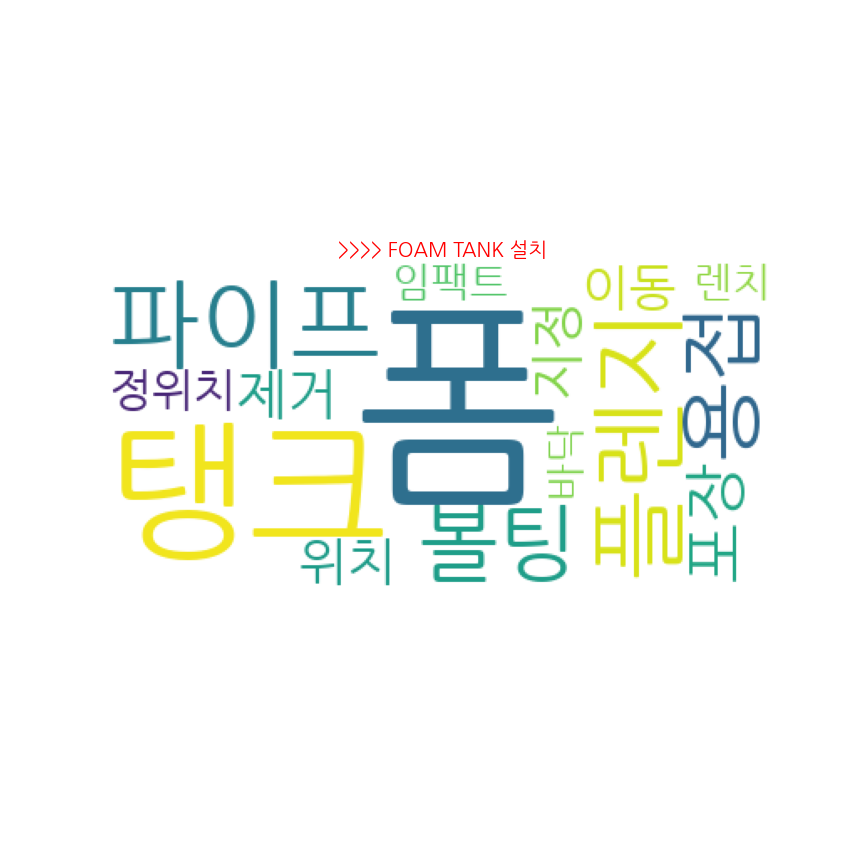 >>>> FOAM TANK 설치
임팩트
이동
렌치
파이프
폼
지정
플렌지
용접
정위치
제거
탱크
바닥
포장
볼팅
위치